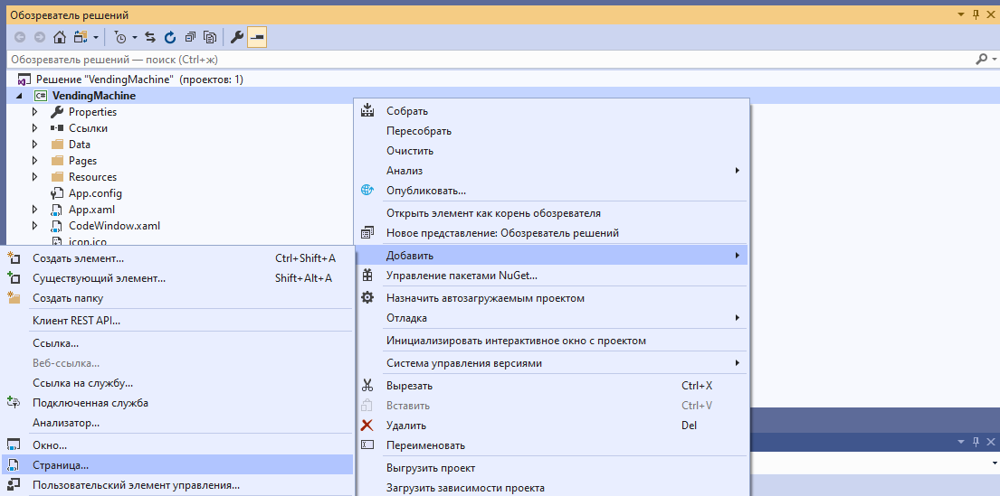 Обозреватель решений
Обозреватель решений — поиск (Ctrl+ж)
Решение "VendingMachine" (проектов: 1)
C# VendingMachine
Properties
Ссылки
Data
Pages
Resources
App.config
App.xaml
CodeWindow.xaml
icon.ico
Собрать
Пересобрать
Очистить
Анализ
Опубликовать...
Открыть элемент как корень обозревателя
Новое представление: Обозреватель решений
Добавить
Управление пакетами NuGet...
Назначить автозагружаемым проектом
Отладка
Инициализировать интерактивное окно с проектом
Система управления версиями
Вырезать Ctrl+X
Вставить Ctrl+V
Удалить Del
Переименовать
Выгрузить проект
Загрузить зависимости проекта
Создать элемент... Ctrl+Shift+A
Существующий элемент... Shift+Alt+A
Создать папку
Клиент REST API...
Ссылка...
Веб-ссылка...
Ссылка на службу...
Подключенная служба
Анализатор...
Окно...
Страница...
Пользовательский элемент управления...